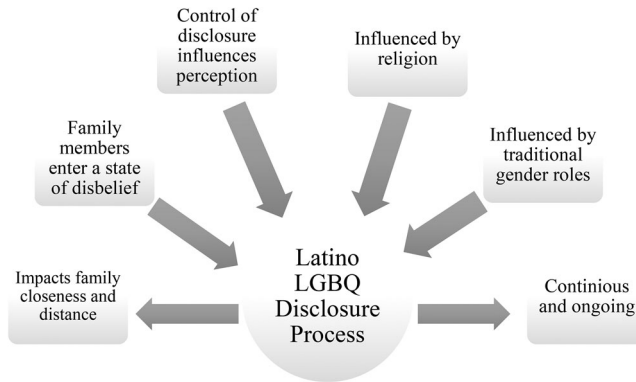 Control of
disclosure
influences
perception
Influenced by
religion
Family
members
enter a state
of disbelief
Influenced by
traditional
gender roles
Impacts family
closeness and
distance
Latino
LGBQ
Disclosure
Process
Continious
and ongoing